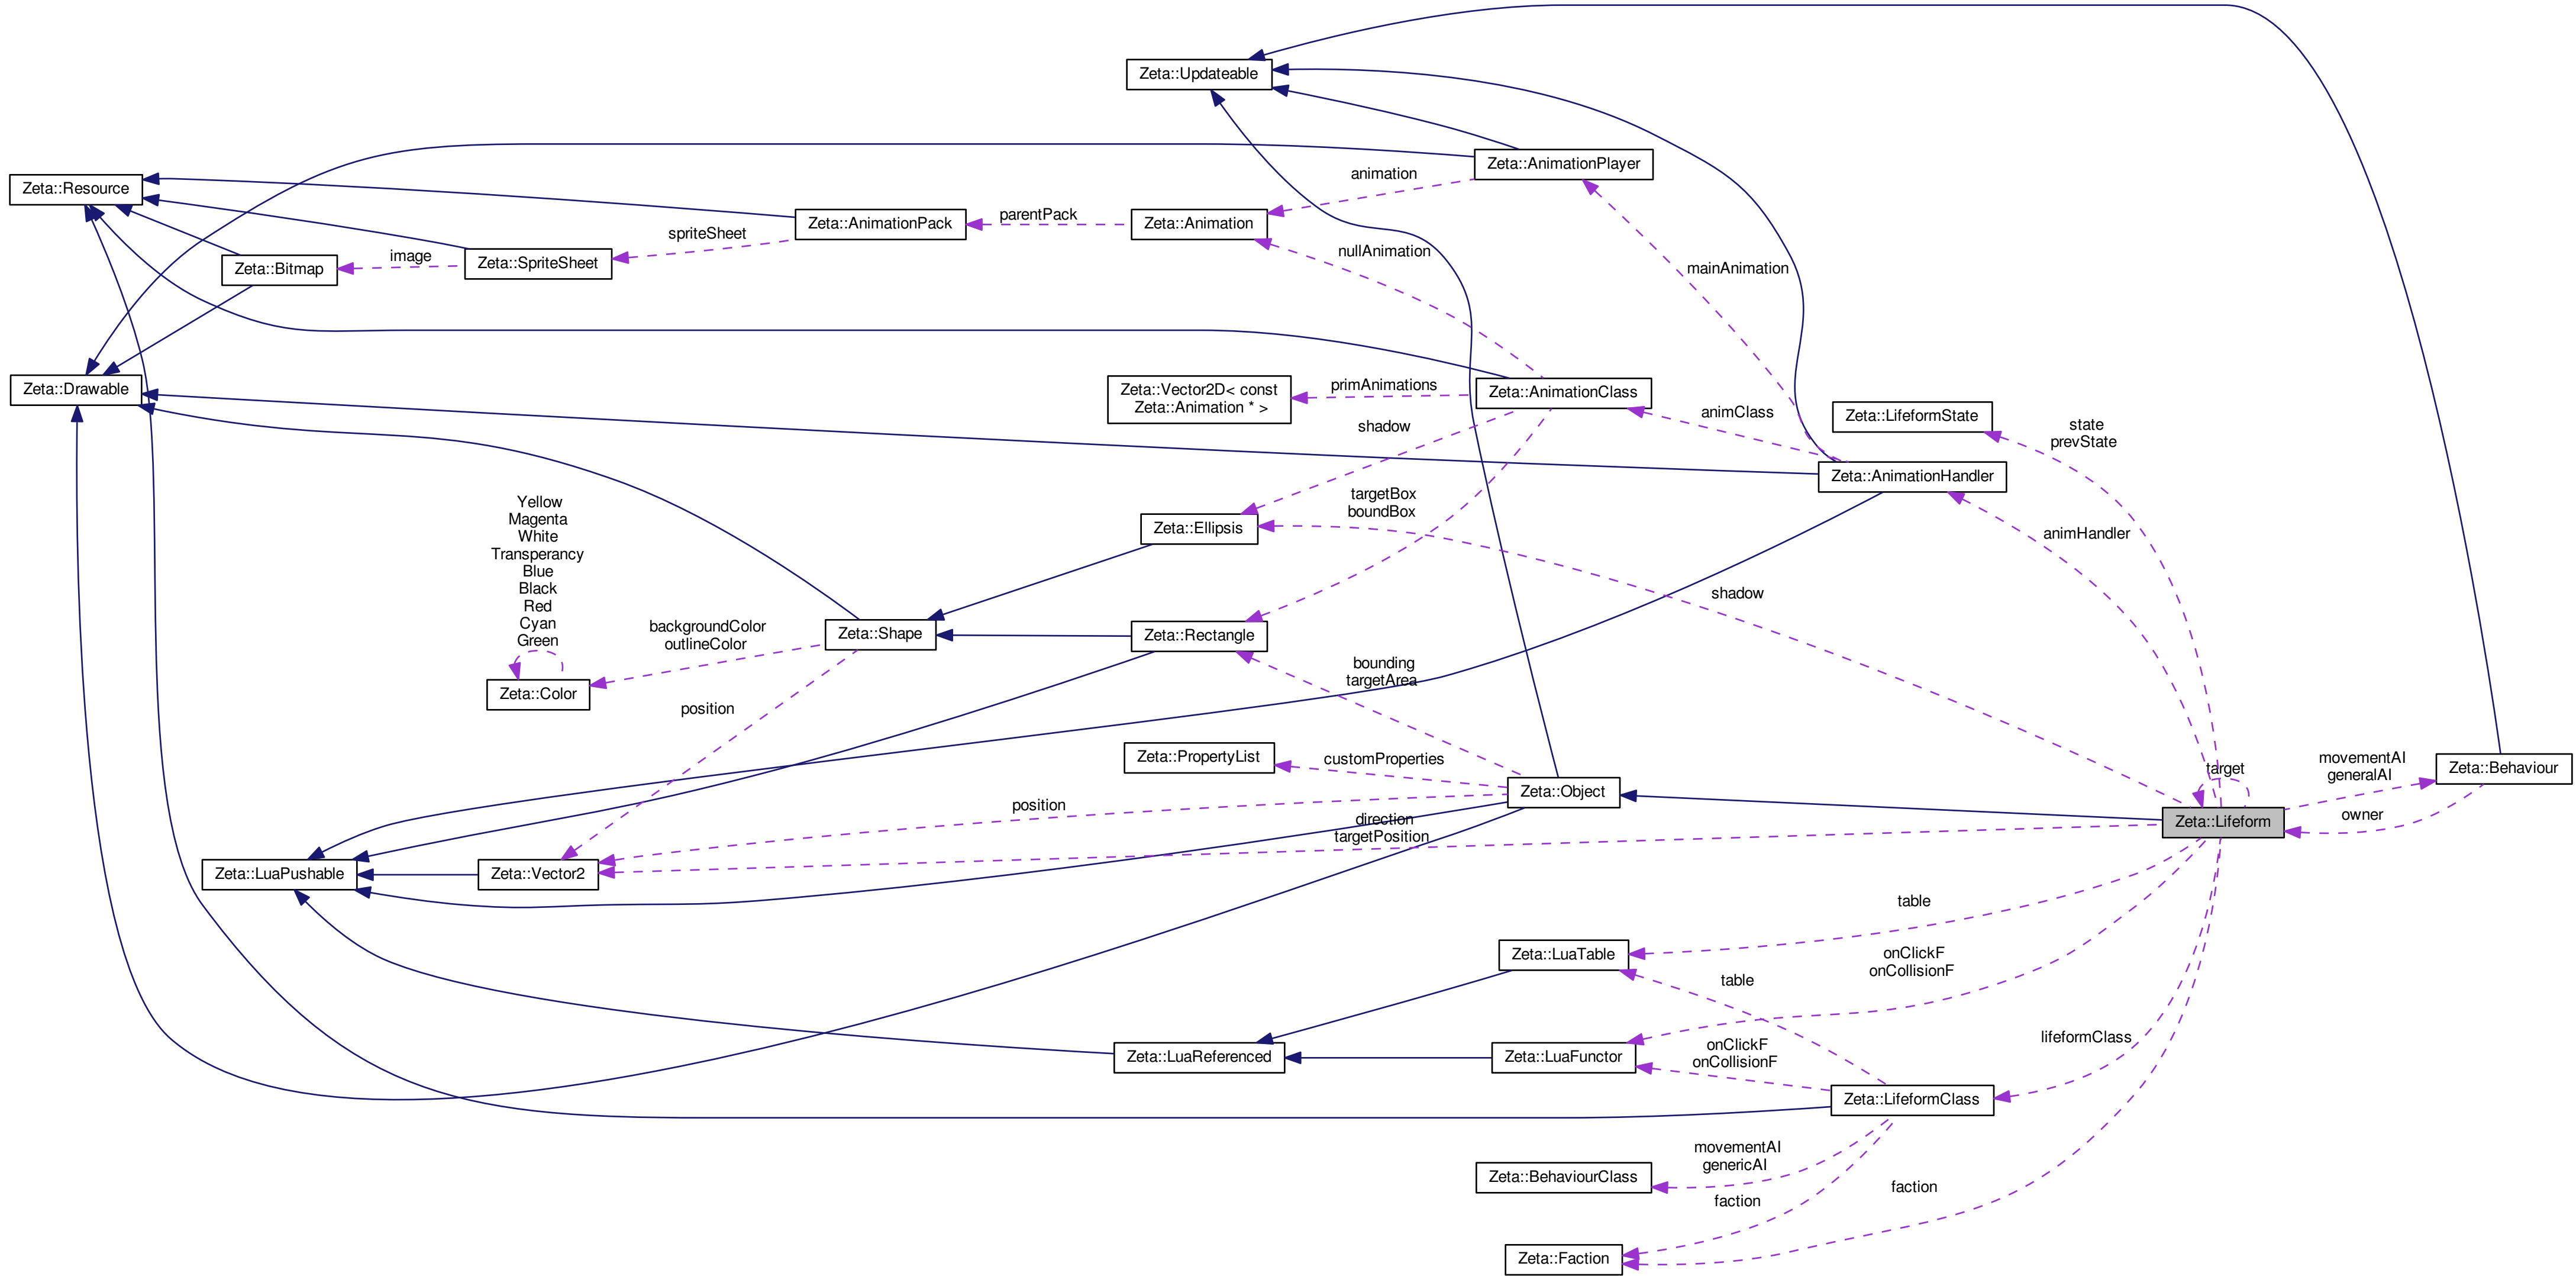 Zeta::Updateable
Zeta::AnimationPlayer
animation
Zeta::Resource
parentPack
Zeta::AnimationPack
Zeta::Animation
spriteSheet
nullAnimation
image
Zeta::Bitmap
Zeta::SpriteSheet
mainAnimation
Zeta::Drawable
Zeta::Vector2D< const
Zeta::Animation * >
primAnimations
Zeta::AnimationClass
animClass
Zeta::LifeformState
shadow
state
prevState
Zeta::AnimationHandler
targetBox
boundBox
Yellow
Magenta
White
Transperancy
Blue
Black
Red
Cyan
Green
Zeta::Ellipsis
animHandler
shadow
backgroundColor
outlineColor
Zeta::Shape
Zeta::Rectangle
bounding
targetArea
Zeta::Color
position
Zeta::PropertyList
customProperties
movementAI
generalAI
Zeta::Behaviour
target
Zeta::Object
position
direction
targetPosition
Zeta::Lifeform
owner
Zeta::LuaPushable
Zeta::Vector2
table
Zeta::LuaTable
onClickF
onCollisionF
table
lifeformClass
Zeta::LuaReferenced
Zeta::LuaFunctor
onClickF
onCollisionF
Zeta::LifeformClass
movementAI
genericAI
Zeta::BehaviourClass
faction
faction
Zeta::Faction